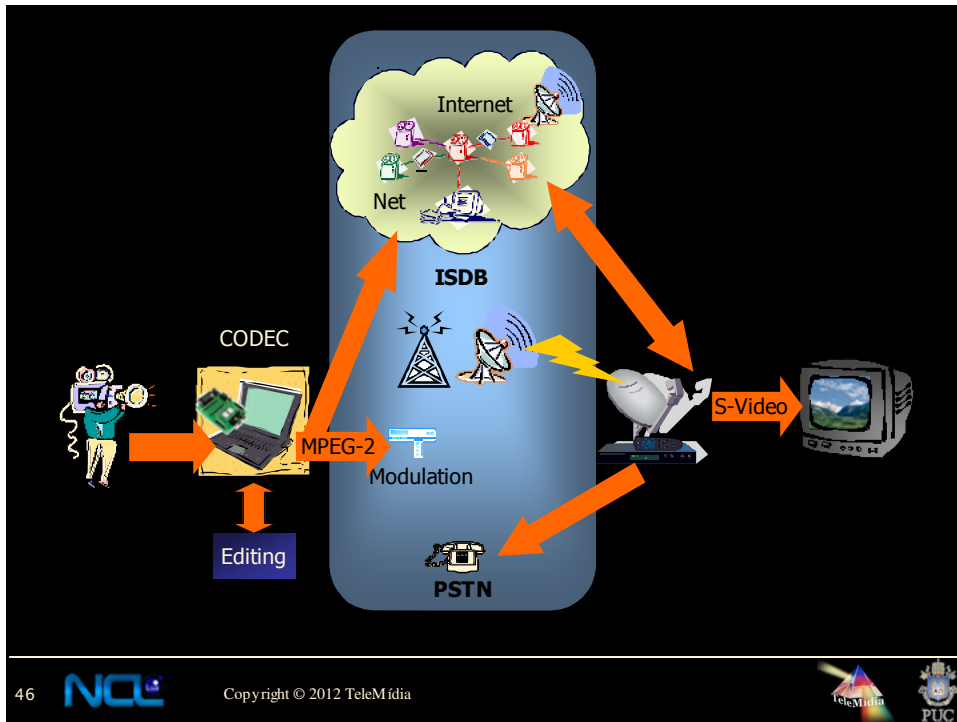 Internet
Net
ISDB
CODEC
S-Video
MPEG-2
Modulation
Editing
PSTN
46
NCL
Copyright © 2012 TeleMídia
TeleMídia
PUC